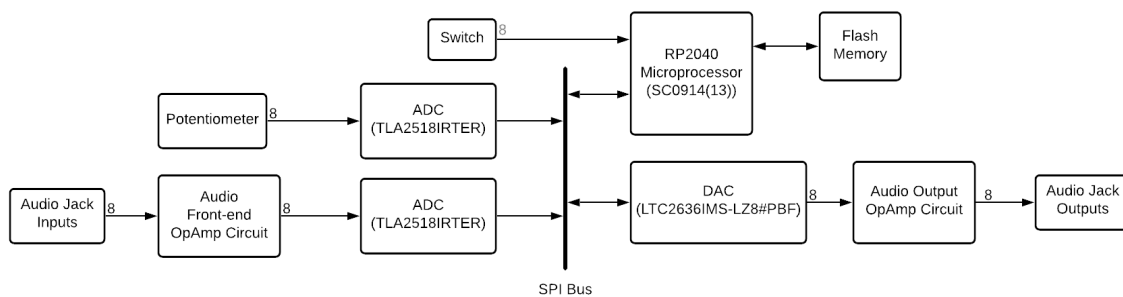 Switch
8
RP2040
Microprocessor
(SC0914(13))
Flash
Memory
Potentiometer
8
ADC
(TLA2518IRTER)
Audio Jack
Inputs
8
Audio
Front-end
OpAmp Circuit
8
ADC
(TLA2518IRTER)
DAC
(LTC2636IMS-LZ8#PBF)
8
Audio Output
OpAmp Circuit
8
Audio Jack
Outputs
SPI Bus